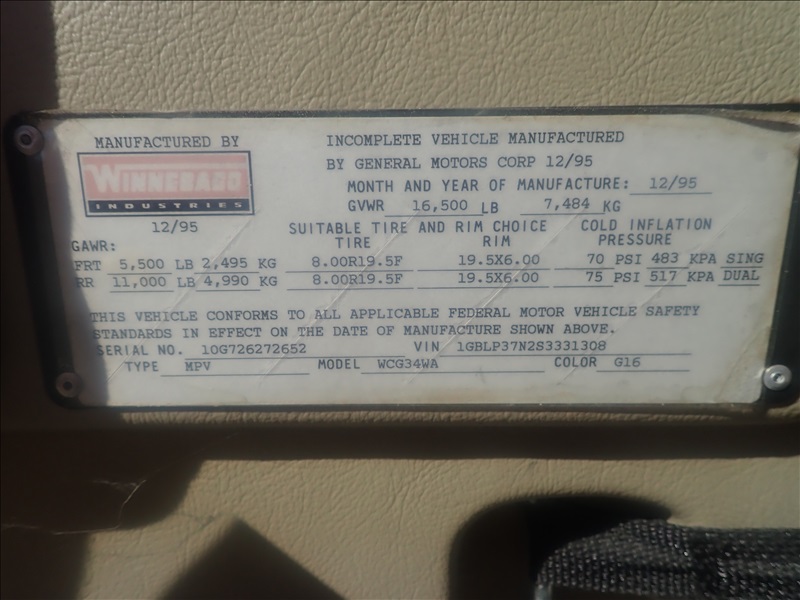 MANUFACTURED BY
WINNEBAGO
INDUSTRIES
12/95
INCOMPLETE VEHICLE MANUFACTURED
BY GENERAL MOTORS CORP 12/95
MONTH AND YEAR OF MANUFACTURE: 12/95
GVWR 16,500 LB 7,484 KG
SUITABLE TIRE AND RIM CHOICE COLD INFLATION
GAWR: TIRE RIM PRESSURE
FRT 5,500 LB 2,495 KG 8.00R19.5F 19.5X6.00 70 PSI 483 KPA SING
RR 11,000 LB 4,990 KG 8.00R19.5F 19.5X6.00 75 PSI 517 KPA DUAL
THIS VEHICLE CONFORMS TO ALL APPLICABLE FEDERAL MOTOR VEHICLE SAFETY
STANDARDS IN EFFECT ON THE DATE OF MANUFACTURE SHOWN ABOVE.
SERIAL NO. 10G726272652 VIN 1GBLP37N2S3331308
TYPE MPV MODEL WCG34WA COLOR G16